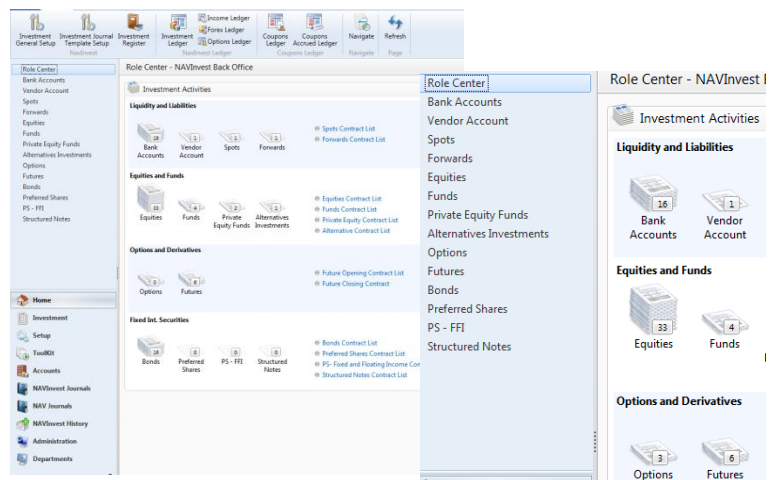 Investment General Setup
Investment Journal Template Setup
Investment Register
Investment Ledger
Income Ledger
Forex Ledger
Options Ledger
Coupons Ledger
Coupons Accrued Ledger
Navigate
Refresh
NavInvest
NavInvest Ledger
Coupons Ledger
Navigate
Page
Role Center
Bank Accounts
Vendor Account
Spots
Forwards
Equities
Funds
Private Equity Funds
Alternatives Investments
Options
Futures
Bonds
Preferred Shares
PS - FFI
Structured Notes
Home
Investment
Setup
ToolKit
Accounts
NAVInvest Journals
NAV Journals
NAVInvest History
Administration
Departments
Role Center - NAVInvest Back Office
Investment Activities
Liquidity and Liabilities
16
1
1
1
Bank Accounts
Vendor Account
Spots
Forwards
Spots Contract List
Forwards Contract List
Equities and Funds
33
4
2
1
Equities
Funds
Private Equity Funds
Alternatives Investments
Equities Contract List
Funds Contract List
Private Equity Contract List
Alternative Contract List
Options and Derivatives
3
6
Options
Futures
Future Opening Contract List
Future Closing Contract
Fixed Int. Securities
Bonds
Preferred Shares
PS - FFI
Structured Notes
Bonds Contract List
Preferred Shares Contract List
PS- Fixed and Floating Income Con
Structured Notes Contract List
Role Center
Bank Accounts
Vendor Account
Spots
Forwards
Equities
Funds
Private Equity Funds
Alternatives Investments
Options
Futures
Bonds
Preferred Shares
PS - FFI
Structured Notes
Role Center - NAVInvest
Investment Activities
Liquidity and Liabilities
16
1
Bank
Vendor
Accounts
Account
Equities and Funds
33
4
Equities
Funds
Options and Derivatives
3
6
Options
Futures